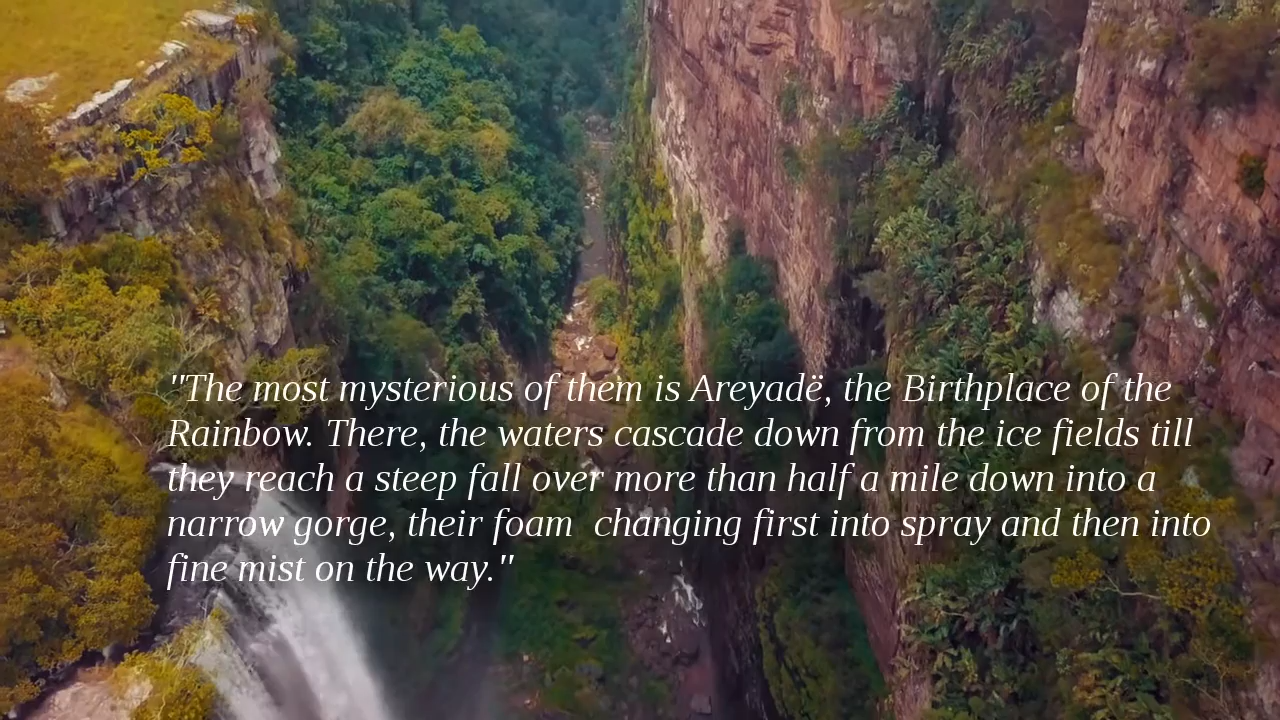 "The most mysterious of them is Areyadë, the Birthplace of the
Rainbow. There, the waters cascade down from the ice fields till
they reach a steep fall over more than half a mile down into a
narrow gorge, their foam  changing first into spray and then into
fine mist on the way."